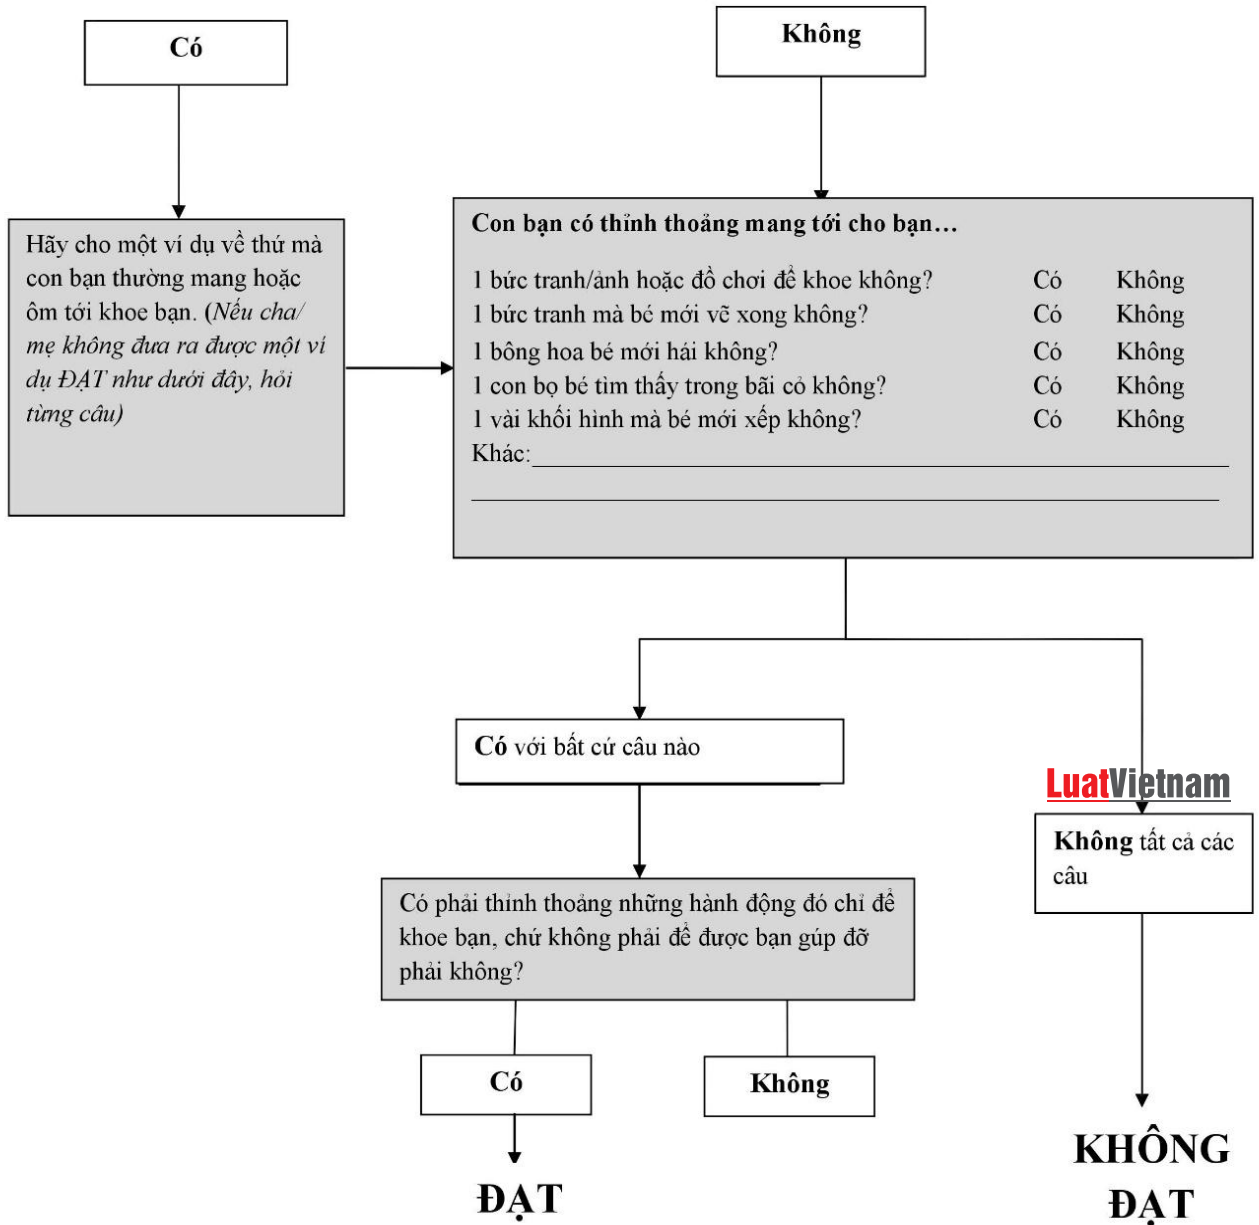 Có
Không
Hãy cho một ví dụ về thứ mà
con bạn thường mang hoặc
ôm tới khoe bạn. (Nếu cha/
mẹ không đưa ra được một ví
dụ ĐẠT như dưới đây, hỏi
từng câu)
Con bạn có thỉnh thoảng mang tới cho bạn…
1 bức tranh/ảnh hoặc đồ chơi để khoe không? Có Không
1 bức tranh mà bé mới vẽ xong không? Có Không
1 bông hoa bé mới hái không? Có Không
1 con bọ bé tìm thấy trong bãi cỏ không? Có Không
1 vài khối hình mà bé mới xếp không? Có Không
Khác:
Có với bất cứ câu nào
LuatVietnam
Không tất cả các
câu
Có phải thỉnh thoảng những hành động đó chỉ để
khoe bạn, chứ không phải để được bạn gúp đỡ
phải không?
Có
Không
ĐẠT
KHÔNG
ĐẠT